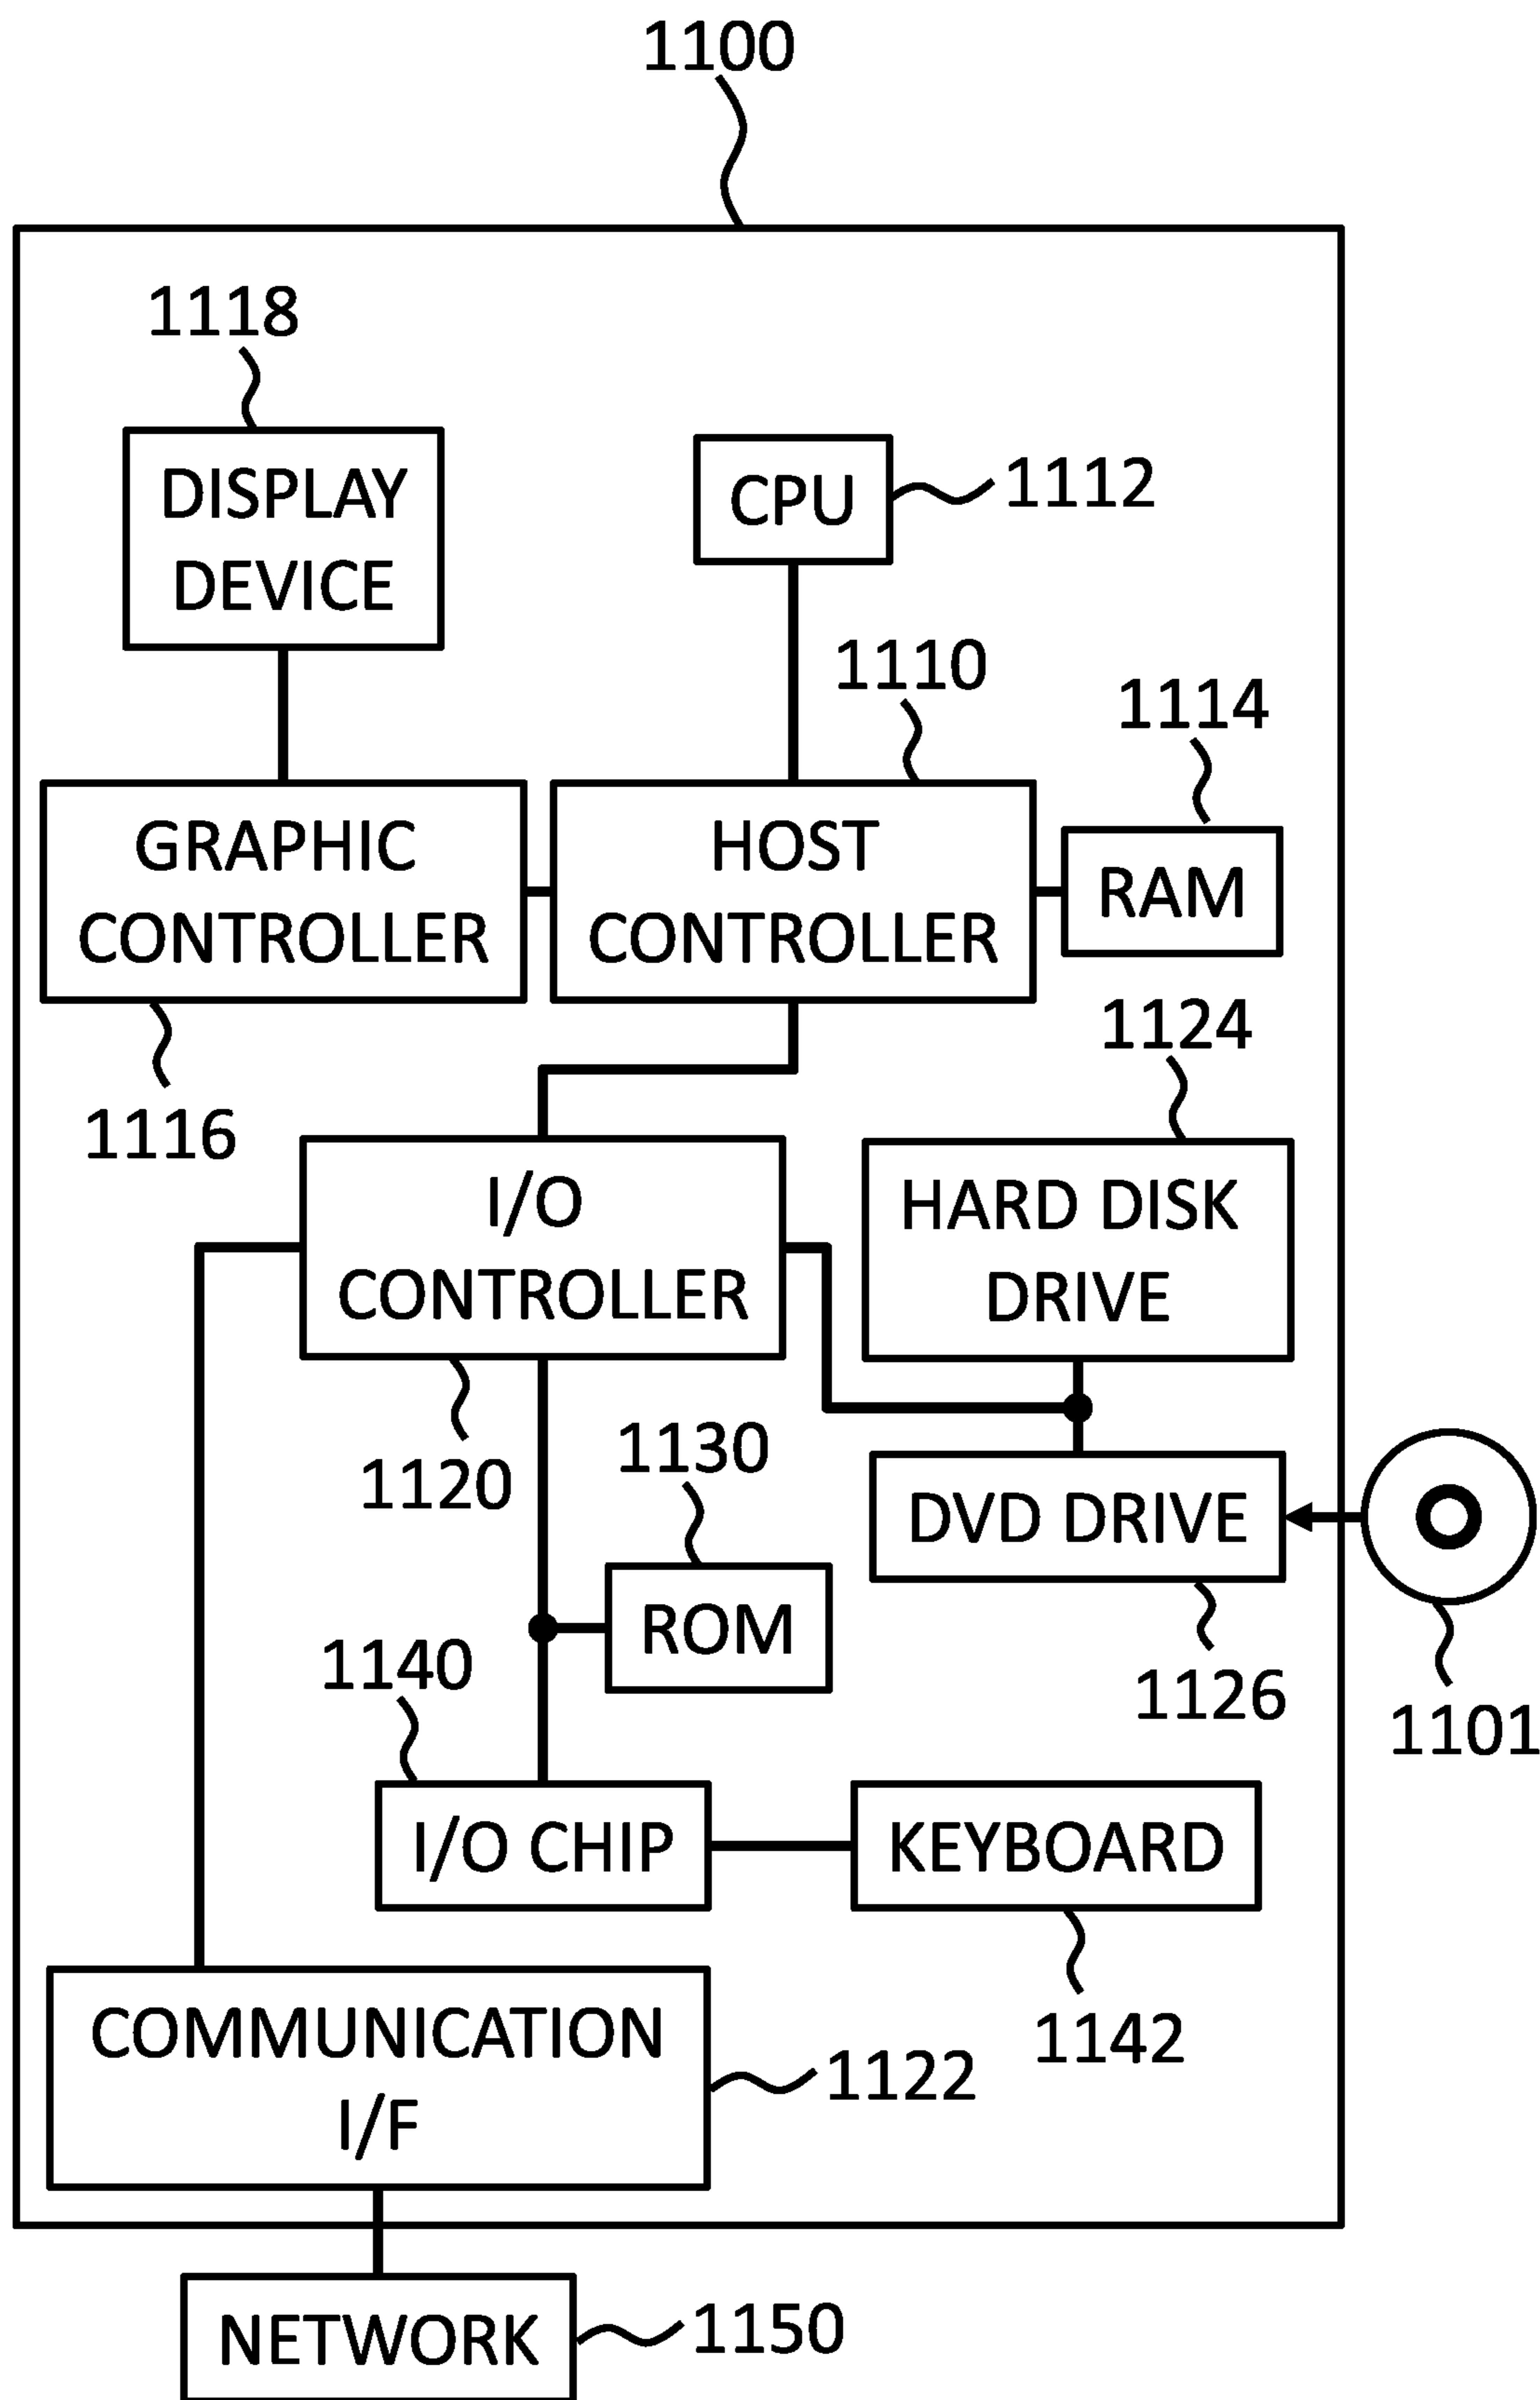 1100
1118
DISPLAY
DEVICE
CPU
1112
1110
1114
GRAPHIC
CONTROLLER
HOST
CONTROLLER
RAM
1116
1124
I/O
CONTROLLER
HARD DISK
DRIVE
1120
1130
DVD DRIVE
ROM
1140
1126
1101
I/O CHIP
KEYBOARD
1142
COMMUNICATION
I/F
1122
NETWORK
1150